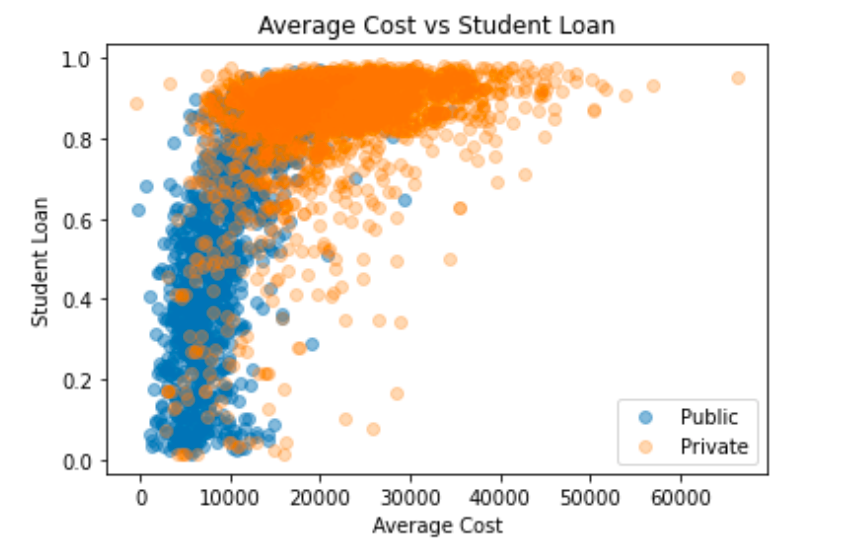 Average Cost vs Student Loan
1.0
0.8
0.6
0.4
0.2
0.0
Student Loan
Public
Private
0 10000 20000 30000 40000 50000 60000
Average Cost